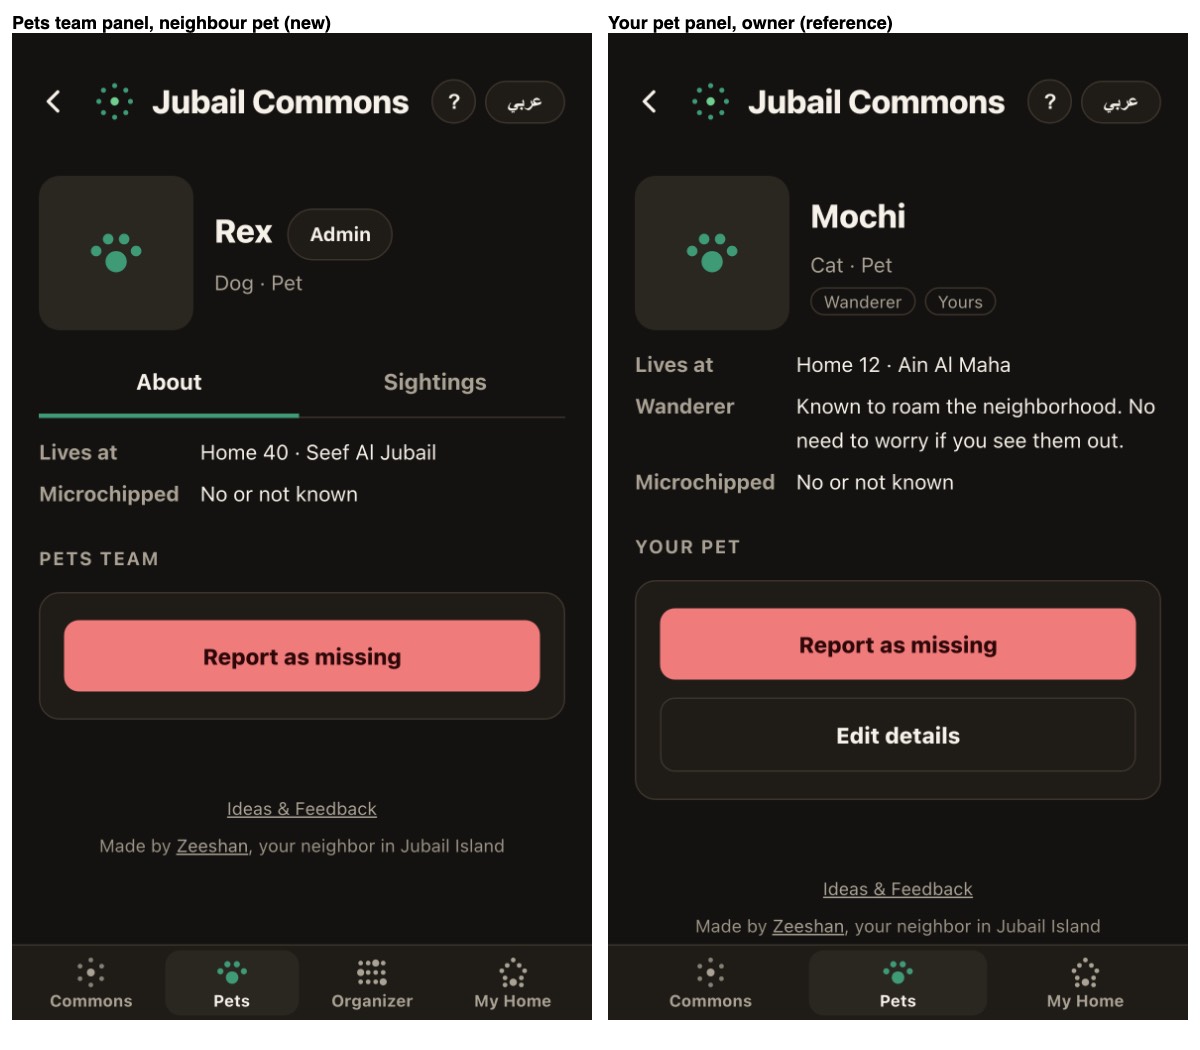 Pets team panel, neighbour pet (new)
Jubail Commons
?
عربي
Rex
Admin
Dog · Pet
About
Sightings
Lives at
Home 40 · Seef Al Jubail
Microchipped
No or not known
PETS TEAM
Report as missing
Ideas & Feedback
Made by Zeeshan, your neighbor in Jubail Island
Commons
Pets
Organizer
My Home
Your pet panel, owner (reference)
Jubail Commons
?
عربي
Mochi
Cat · Pet
Wanderer
Yours
Lives at
Home 12 · Ain Al Maha
Wanderer
Known to roam the neighborhood. No
need to worry if you see them out.
Microchipped
No or not known
YOUR PET
Report as missing
Edit details
Ideas & Feedback
Made by Zeeshan, your neighbor in Jubail Island
Commons
Pets
My Home